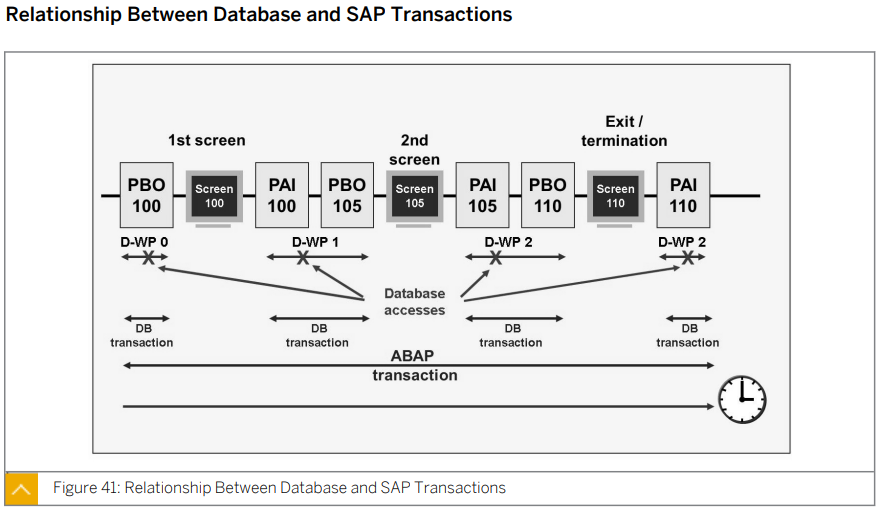 Relationship Between Database and SAP Transactions
Exit /
termination
1st screen
2nd
screen
PBO
100
Screen
100
PAI
100
PBO
105
Screen
105
PAI
105
PBO
110
Screen
110
PAI
110
D-WP 0
D-WP 1
D-WP 2
D-WP 2
Database
accesses
DB
transaction
DB
transaction
DB
transaction
DB
transaction
ABAP
transaction
Figure 41: Relationship Between Database and SAP Transactions